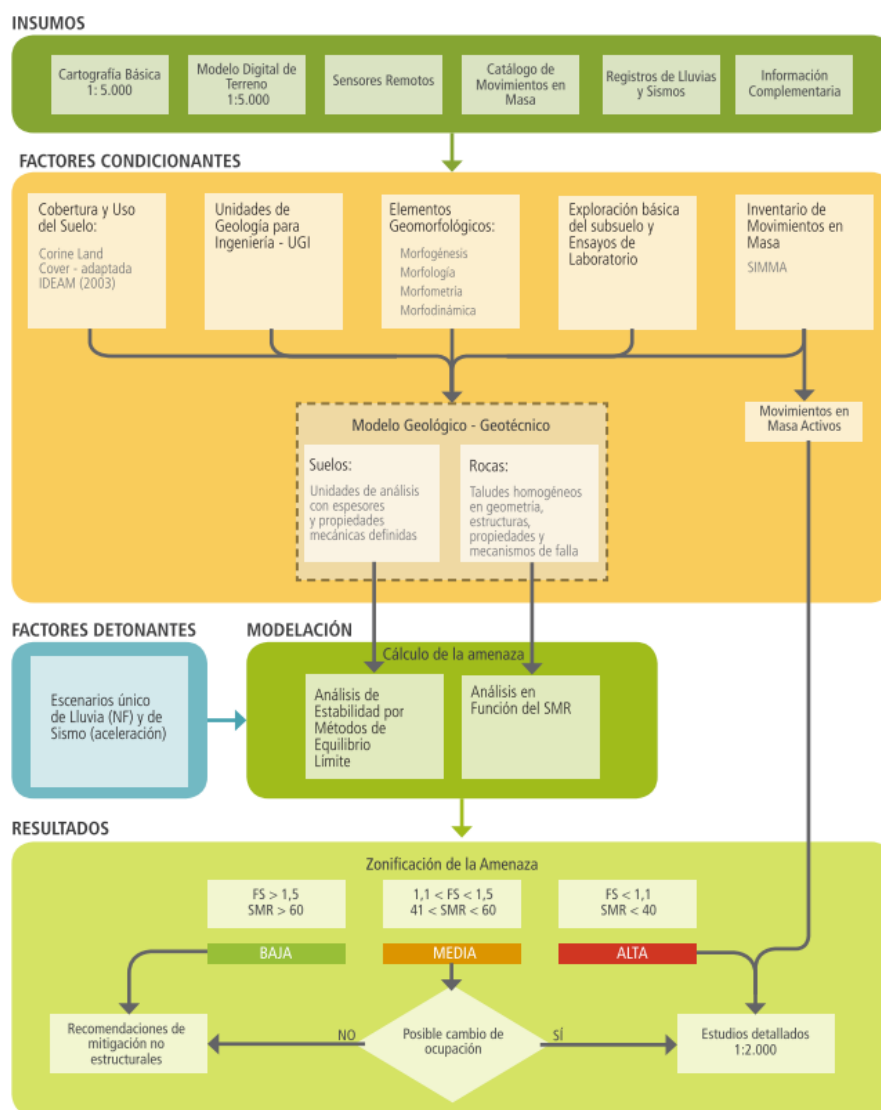 INSUMOS
Cartografía Básica
1: 5.000
Modelo Digital de
Terreno
1:5.000
Sensores Remotos
Catálogo de
Movimientos en
Masa
Registros de Lluvias
y Sismos
Información
Complementaria
FACTORES CONDICIONANTES
Cobertura y Uso
del Suelo:
Corine Land
Cover - adaptada
IDEAM (2003)
Unidades de
Geología para
Ingeniería - UGI
Elementos
Geomorfológicos:
Morfogénesis
Morfología
Morfometría
Morfodinámica
Exploración básica
del subsuelo y
Ensayos de
Laboratorio
Inventario de
Movimientos en
Masa
SIMMA
Movimientos en
Masa Activos
Modelo Geológico - Geotécnico
Suelos:
Unidades de análisis
con espesores
y propiedades
mecánicas definidas
Rocas:
Taludes homogéneos
en geometría,
estructuras,
propiedades y
mecanismos de falla
FACTORES DETONANTES
Escenarios único
de Lluvia (NF) y de
Sismo (aceleración)
MODELACIÓN
Cálculo de la amenaza
Análisis de
Estabilidad por
Métodos de
Equilibrio
Limite
Análisis en
Función del SMR
RESULTADOS
Zonificación de la Amenaza
FS > 1,5
SMR > 60
1,1 < FS < 1,5
41 < SMR < 60
FS < 1,1
SMR < 40
BAJA
MEDIA
ALTA
Recomendaciones de
mitigación no
estructurales
NO
Posible cambio de
ocupación
SÍ
Estudios detallados
1:2.000